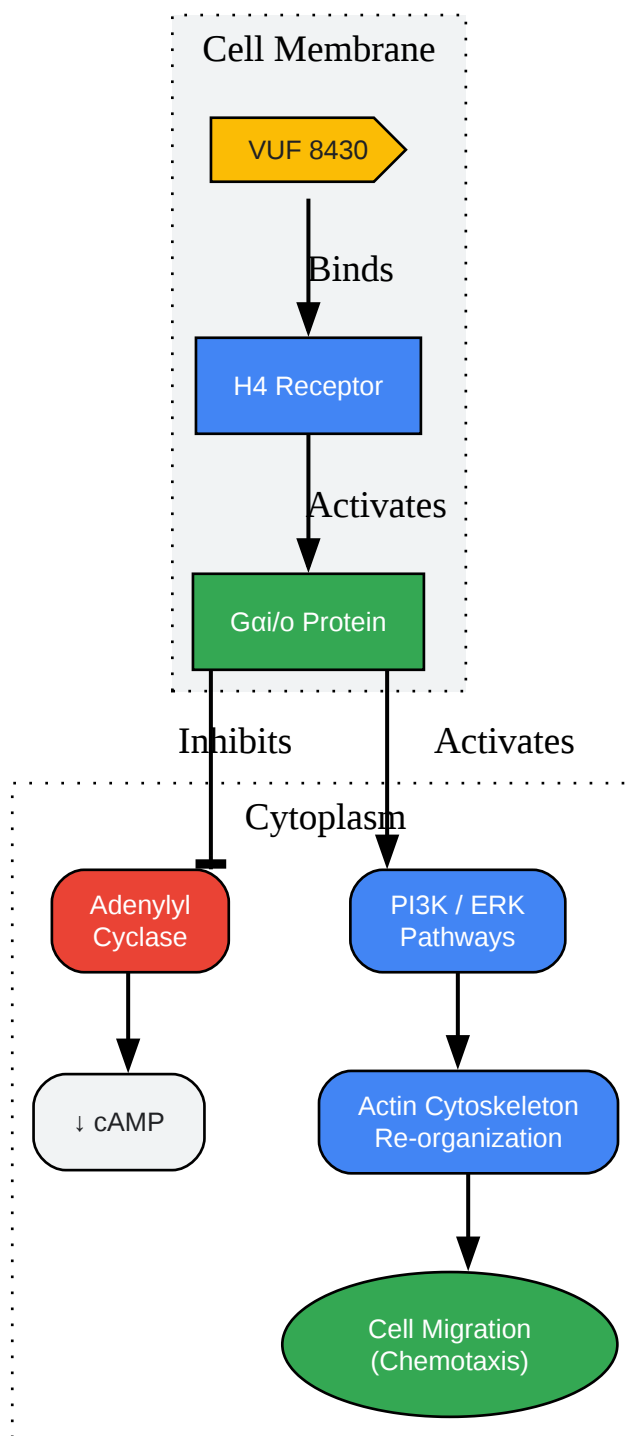 Cell Membrane
VUF 8430
Binds
H4 Receptor
Activates
Gαi/o Protein
Inhibits
Activates
Cytoplasm
Adenylyl
Cyclase
PI3K / ERK
Pathways
↓ cAMP
Actin Cytoskeleton
Re-organization
Cell Migration
(Chemotaxis)